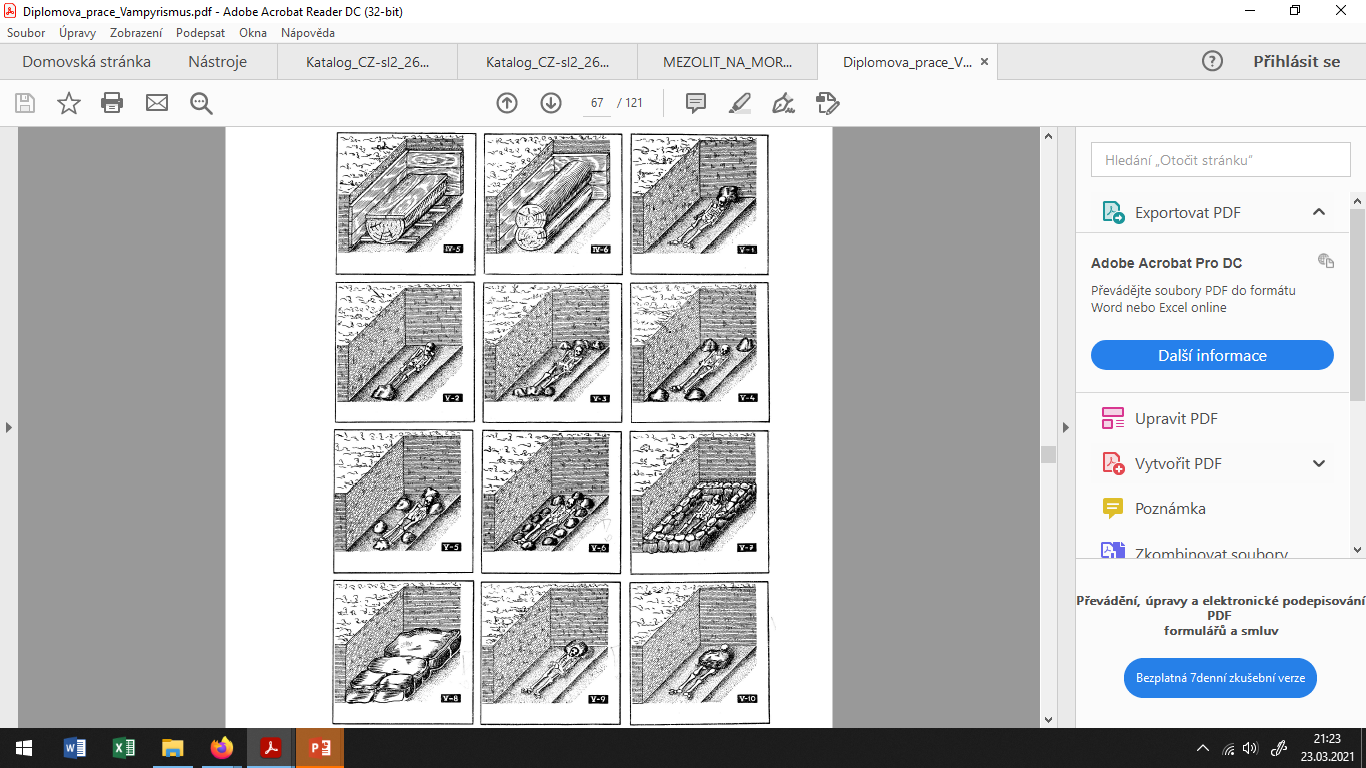 Diplomova_prace_Vampyrismus.pdf - Adobe Acrobat Reader DC (32-bit)
Soubor Úpravy Zobrazení Podepsat Okna Nápověda
Domovská stránka Nástroje Katalog_CZ-sl2_26... Katalog_CZ-sl2_26... MEZOLIT_NA_MOR... Diplomova_prace_V... Přihlásit se
67 / 121
IV-5 IV-6 V-1
V-2 V-3 V-4
V-5 V-6 V-7
V-8 V-9 V-10
Hledání „Otočit stránku“
Exportovat PDF
Adobe Acrobat Pro DC
Převádějte soubory PDF do formátu
Word nebo Excel online
Další informace
Upravit PDF
Vytvořit PDF
Poznámka
Zkombinovat soubory
Převádění, úpravy a elektronické podepisování
PDF
formulářů a smluv
Bezplatná 7denní zkušební verze
21:23
23.03.2021